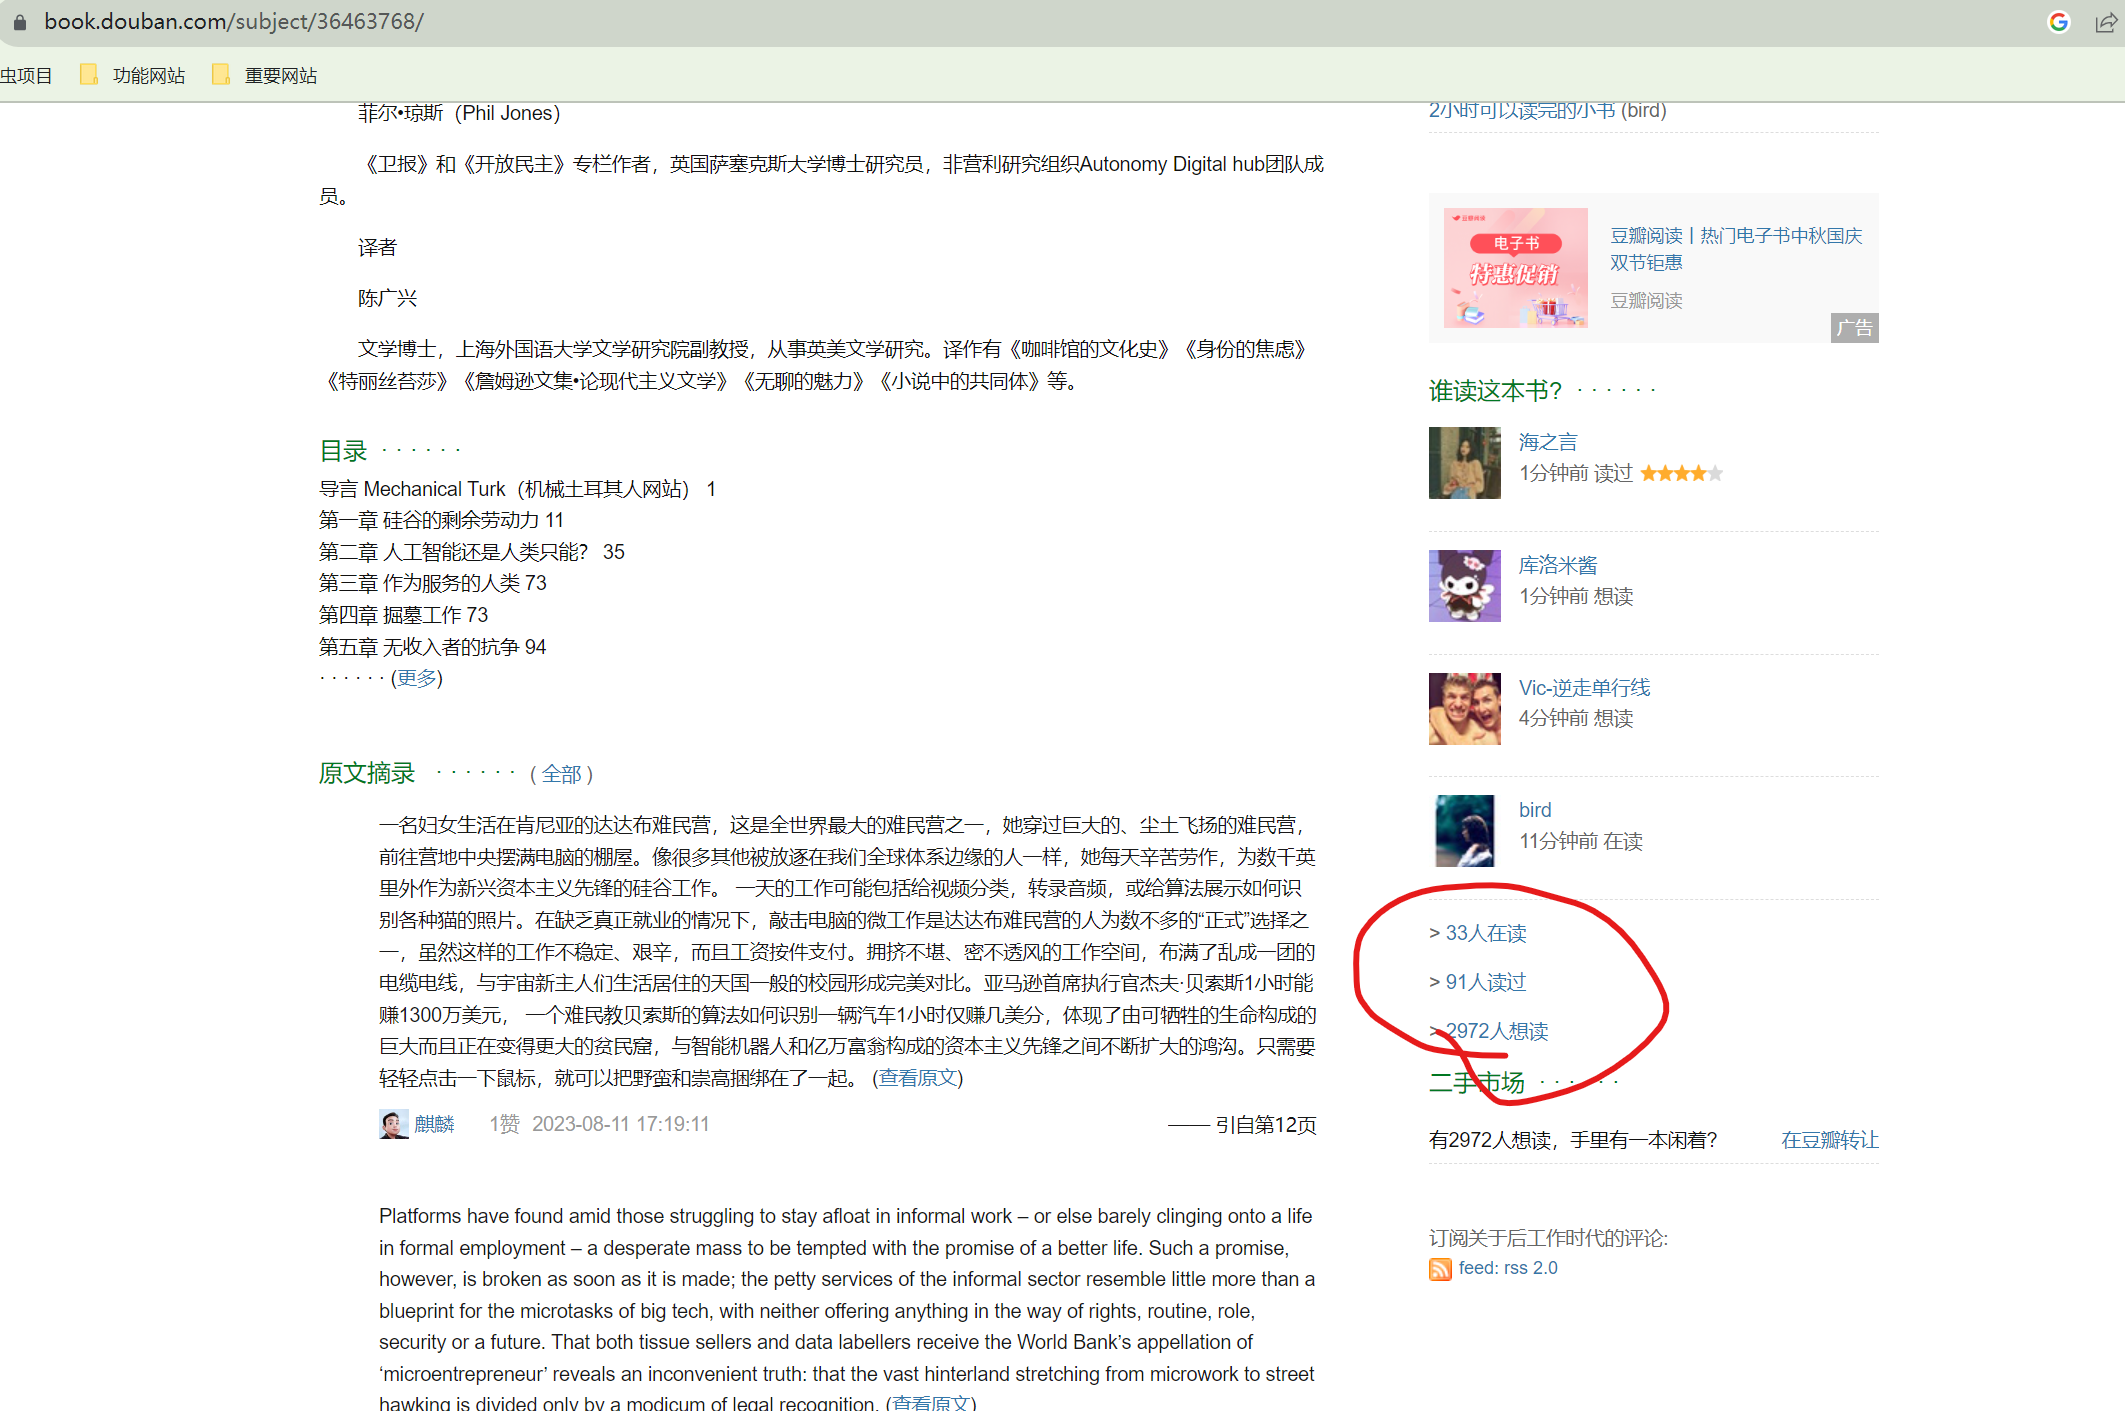 book.douban.com/subject/36463768/
虫项目
功能网站
重要网站
菲尔•琼斯（Phil Jones）
《卫报》和《开放民主》专栏作者，英国萨塞克斯大学博士研究员，非营利研究组织Autonomy Digital hub团队成
员。
译者
陈广兴
文学博士，上海外国语大学文学研究院副教授，从事英美文学研究。译作有《咖啡馆的文化史》《身份的焦虑》
《特丽丝苔莎》《詹姆逊文集•论现代主义文学》《无聊的魅力》《小说中的共同体》等。
目录 · · · · · ·
导言 Mechanical Turk（机械土耳其人网站） 1
第一章 硅谷的剩余劳动力 11
第二章 人工智能还是人类只能？ 35
第三章 作为服务的人类 73
第四章 掘墓工作 73
第五章 无收入者的抗争 94
· · · · · · (更多)
原文摘录 · · · · · · ( 全部 )
一名妇女生活在肯尼亚的达达布难民营，这是全世界最大的难民营之一，她穿过巨大的、尘土飞扬的难民营，
前往营地中央摆满电脑的棚屋。像很多其他被放逐在我们全球体系边缘的人一样，她每天辛苦劳作，为数千英
里外作为新兴资本主义先锋的硅谷工作。 一天的工作可能包括给视频分类，转录音频，或给算法展示如何识
别各种猫的照片。在缺乏真正就业的情况下，敲击电脑的微工作是达达布难民营的人为数不多的“正式”选择之
一，虽然这样的工作不稳定、艰辛，而且工资按件支付。拥挤不堪、密不透风的工作空间，布满了乱成一团的
电缆电线，与宇宙新主人们生活居住的天国一般的校园形成完美对比。亚马逊首席执行官杰夫·贝索斯1小时能
赚1300万美元， 一个难民教贝索斯的算法如何识别一辆汽车1小时仅赚几美分，体现了由可牺牲的生命构成的
巨大而且正在变得更大的贫民窟，与智能机器人和亿万富翁构成的资本主义先锋之间不断扩大的鸿沟。只需要
轻轻点击一下鼠标，就可以把野蛮和崇高捆绑在了一起。 (查看原文)
麒麟 1赞 2023-08-11 17:19:11
—— 引自第12页
Platforms have found amid those struggling to stay afloat in informal work – or else barely clinging onto a life
in formal employment – a desperate mass to be tempted with the promise of a better life. Such a promise,
however, is broken as soon as it is made; the petty services of the informal sector resemble little more than a
blueprint for the microtasks of big tech, with neither offering anything in the way of rights, routine, role,
security or a future. That both tissue sellers and data labellers receive the World Bank’s appellation of
‘microentrepreneur’ reveals an inconvenient truth: that the vast hinterland stretching from microwork to street
hawking is divided only by a modicum of legal recognition. (查看原文)
2小时可以读完的小书 (bird)
豆瓣阅读
电子书
特惠促销
豆瓣阅读丨热门电子书中秋国庆
双节钜惠
豆瓣阅读
广告
谁读这本书? · · · · · ·
海之言
1分钟前 读过
库洛米酱
1分钟前 想读
Vic-逆走单行线
4分钟前 想读
bird
11分钟前 在读
> 33人在读
> 91人读过
> 2972人想读
二手市场 · · · · · ·
有2972人想读，手里有一本闲着?
在豆瓣转让
订阅关于后工作时代的评论:
feed: rss 2.0